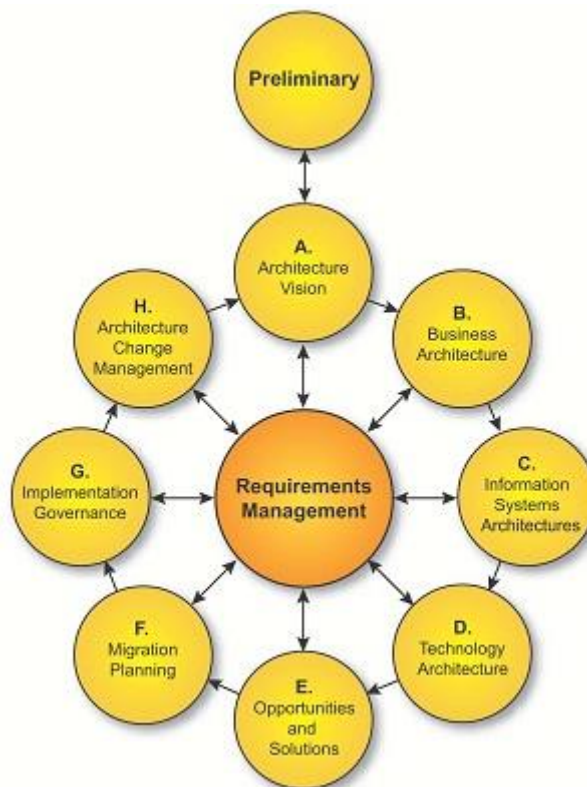 Preliminary
A.
Architecture
Vision
B.
Business
Architecture
C.
Information
Systems
Architectures
D.
Technology
Architecture
E.
Opportunities
and
Solutions
F.
Migration
Planning
G.
Implementation
Governance
H.
Architecture
Change
Management
Requirements
Management